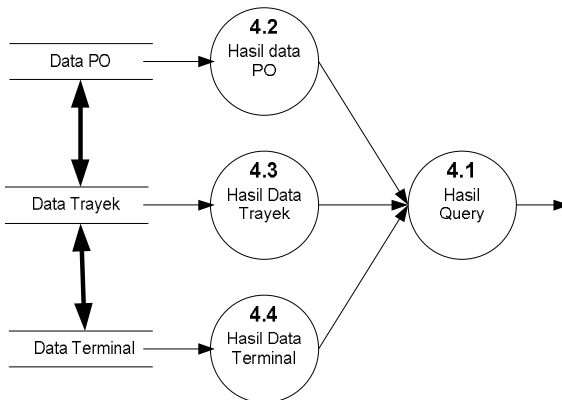 4.2
Hasil data
PO
Data PO
4.3
Hasil Data
Trayek
Data Trayek
4.1
Hasil
Query
4.4
Hasil Data
Terminal
Data Terminal